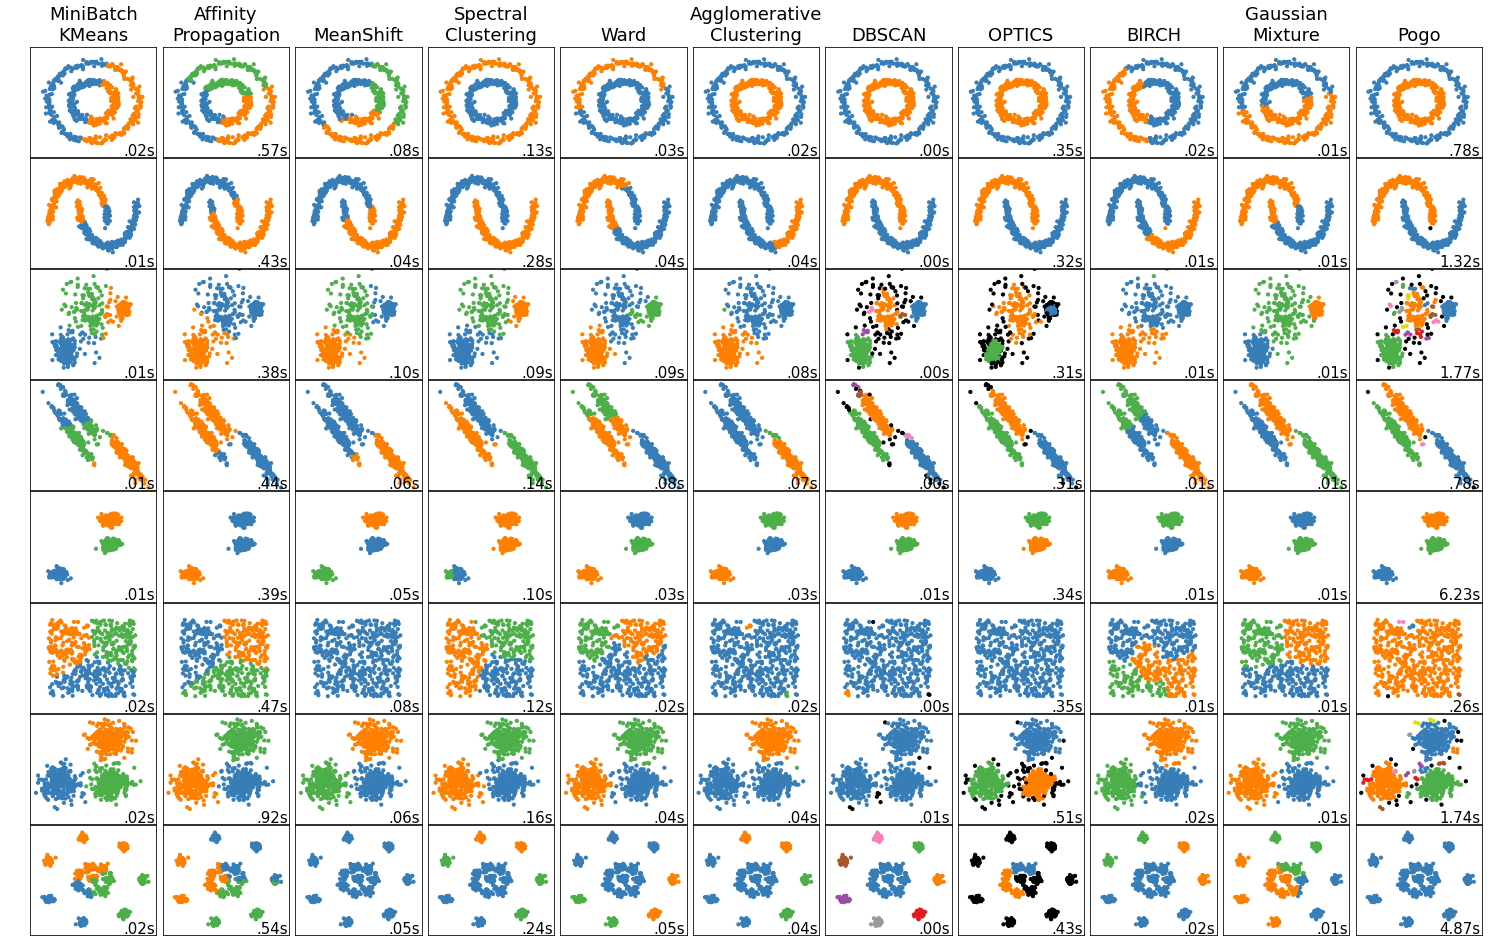 MiniBatch
KMeans
Affinity
Propagation
MeanShift
Spectral
Clustering
Ward
Agglomerative
Clustering
DBSCAN
OPTICS
BIRCH
Gaussian
Mixture
Pogo
.02s
.57s
.08s
.13s
.03s
.02s
.00s
.35s
.02s
.01s
.78s
.01s
.43s
.04s
.28s
.04s
.04s
.00s
.32s
.01s
.01s
1.32s
.01s
.38s
.10s
.09s
.09s
.08s
.00s
.31s
.01s
.01s
1.77s
.01s
.44s
.06s
.14s
.08s
.07s
.00s
.31s
.01s
.01s
.78s
.01s
.39s
.05s
.10s
.03s
.03s
.01s
.34s
.01s
.01s
6.23s
.02s
.47s
.08s
.12s
.02s
.02s
.00s
.35s
.01s
.01s
.26s
.02s
.92s
.06s
.16s
.04s
.04s
.01s
.51s
.02s
.01s
1.74s
.02s
.54s
.05s
.24s
.05s
.04s
.00s
.43s
.02s
.01s
4.87s